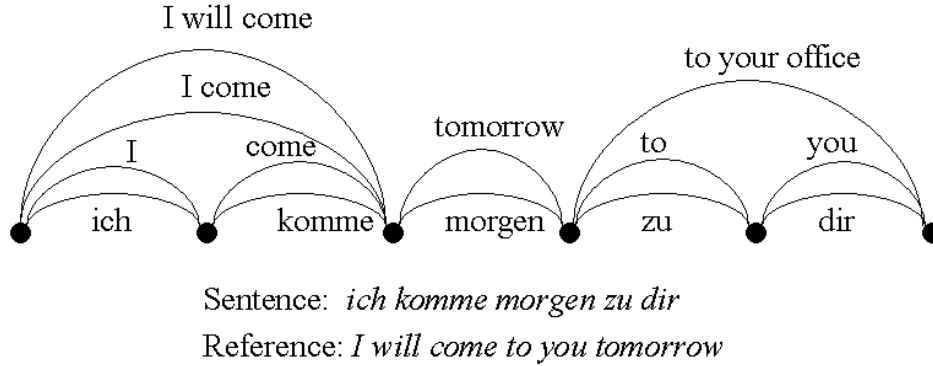 I will come
to your office
I come
tomorrow
I come to you
ich komme morgen zu dir
Sentence: ich komme morgen zu dir
Reference: I will come to you tomorrow